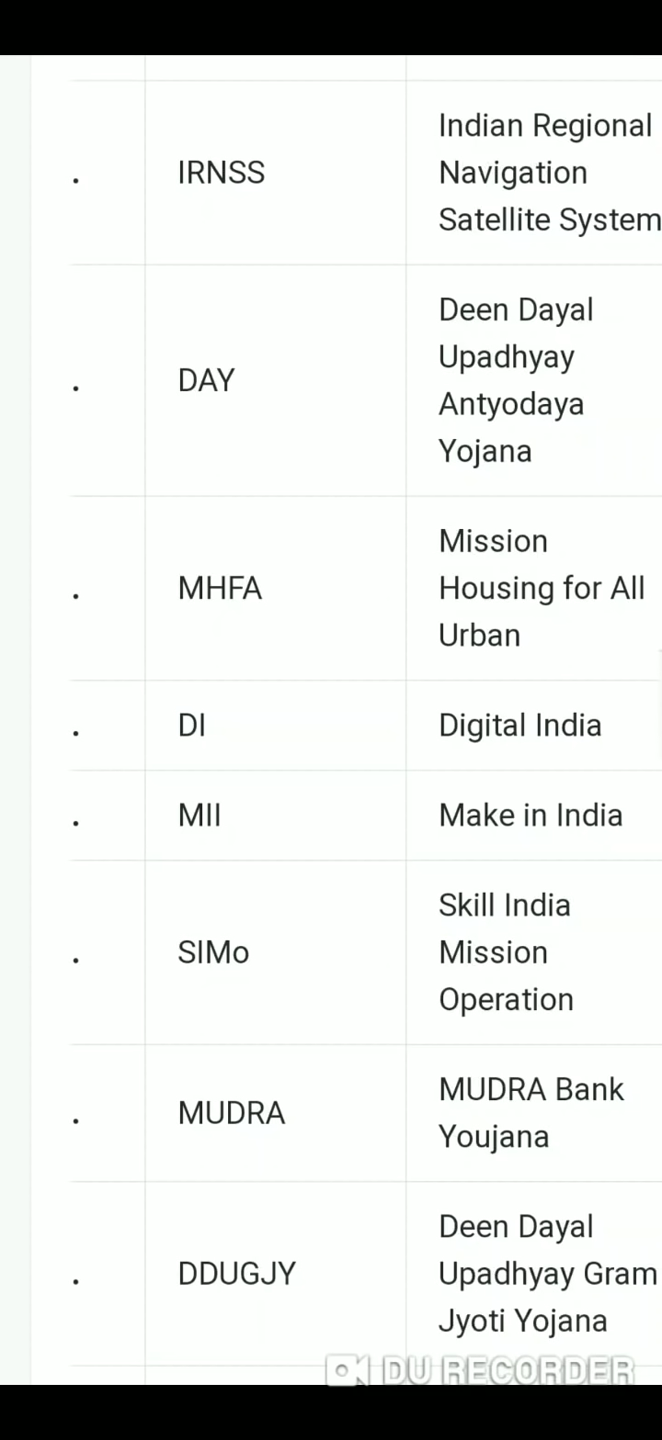 Indian Regional
. IRNSS Navigation
Satellite System
Deen Dayal
Upadhyay
. DAY
Antyodaya
Yojana
Mission
. MHFA Housing for All
Urban
. DI Digital India
. MII Make in India
Skill India
. SIMo Mission
Operation
MUDRA Bank
. MUDRA
Youjana
Deen Dayal
. DDUGJY Upadhyay Gram
Jyoti Yojana
DU RECORDER